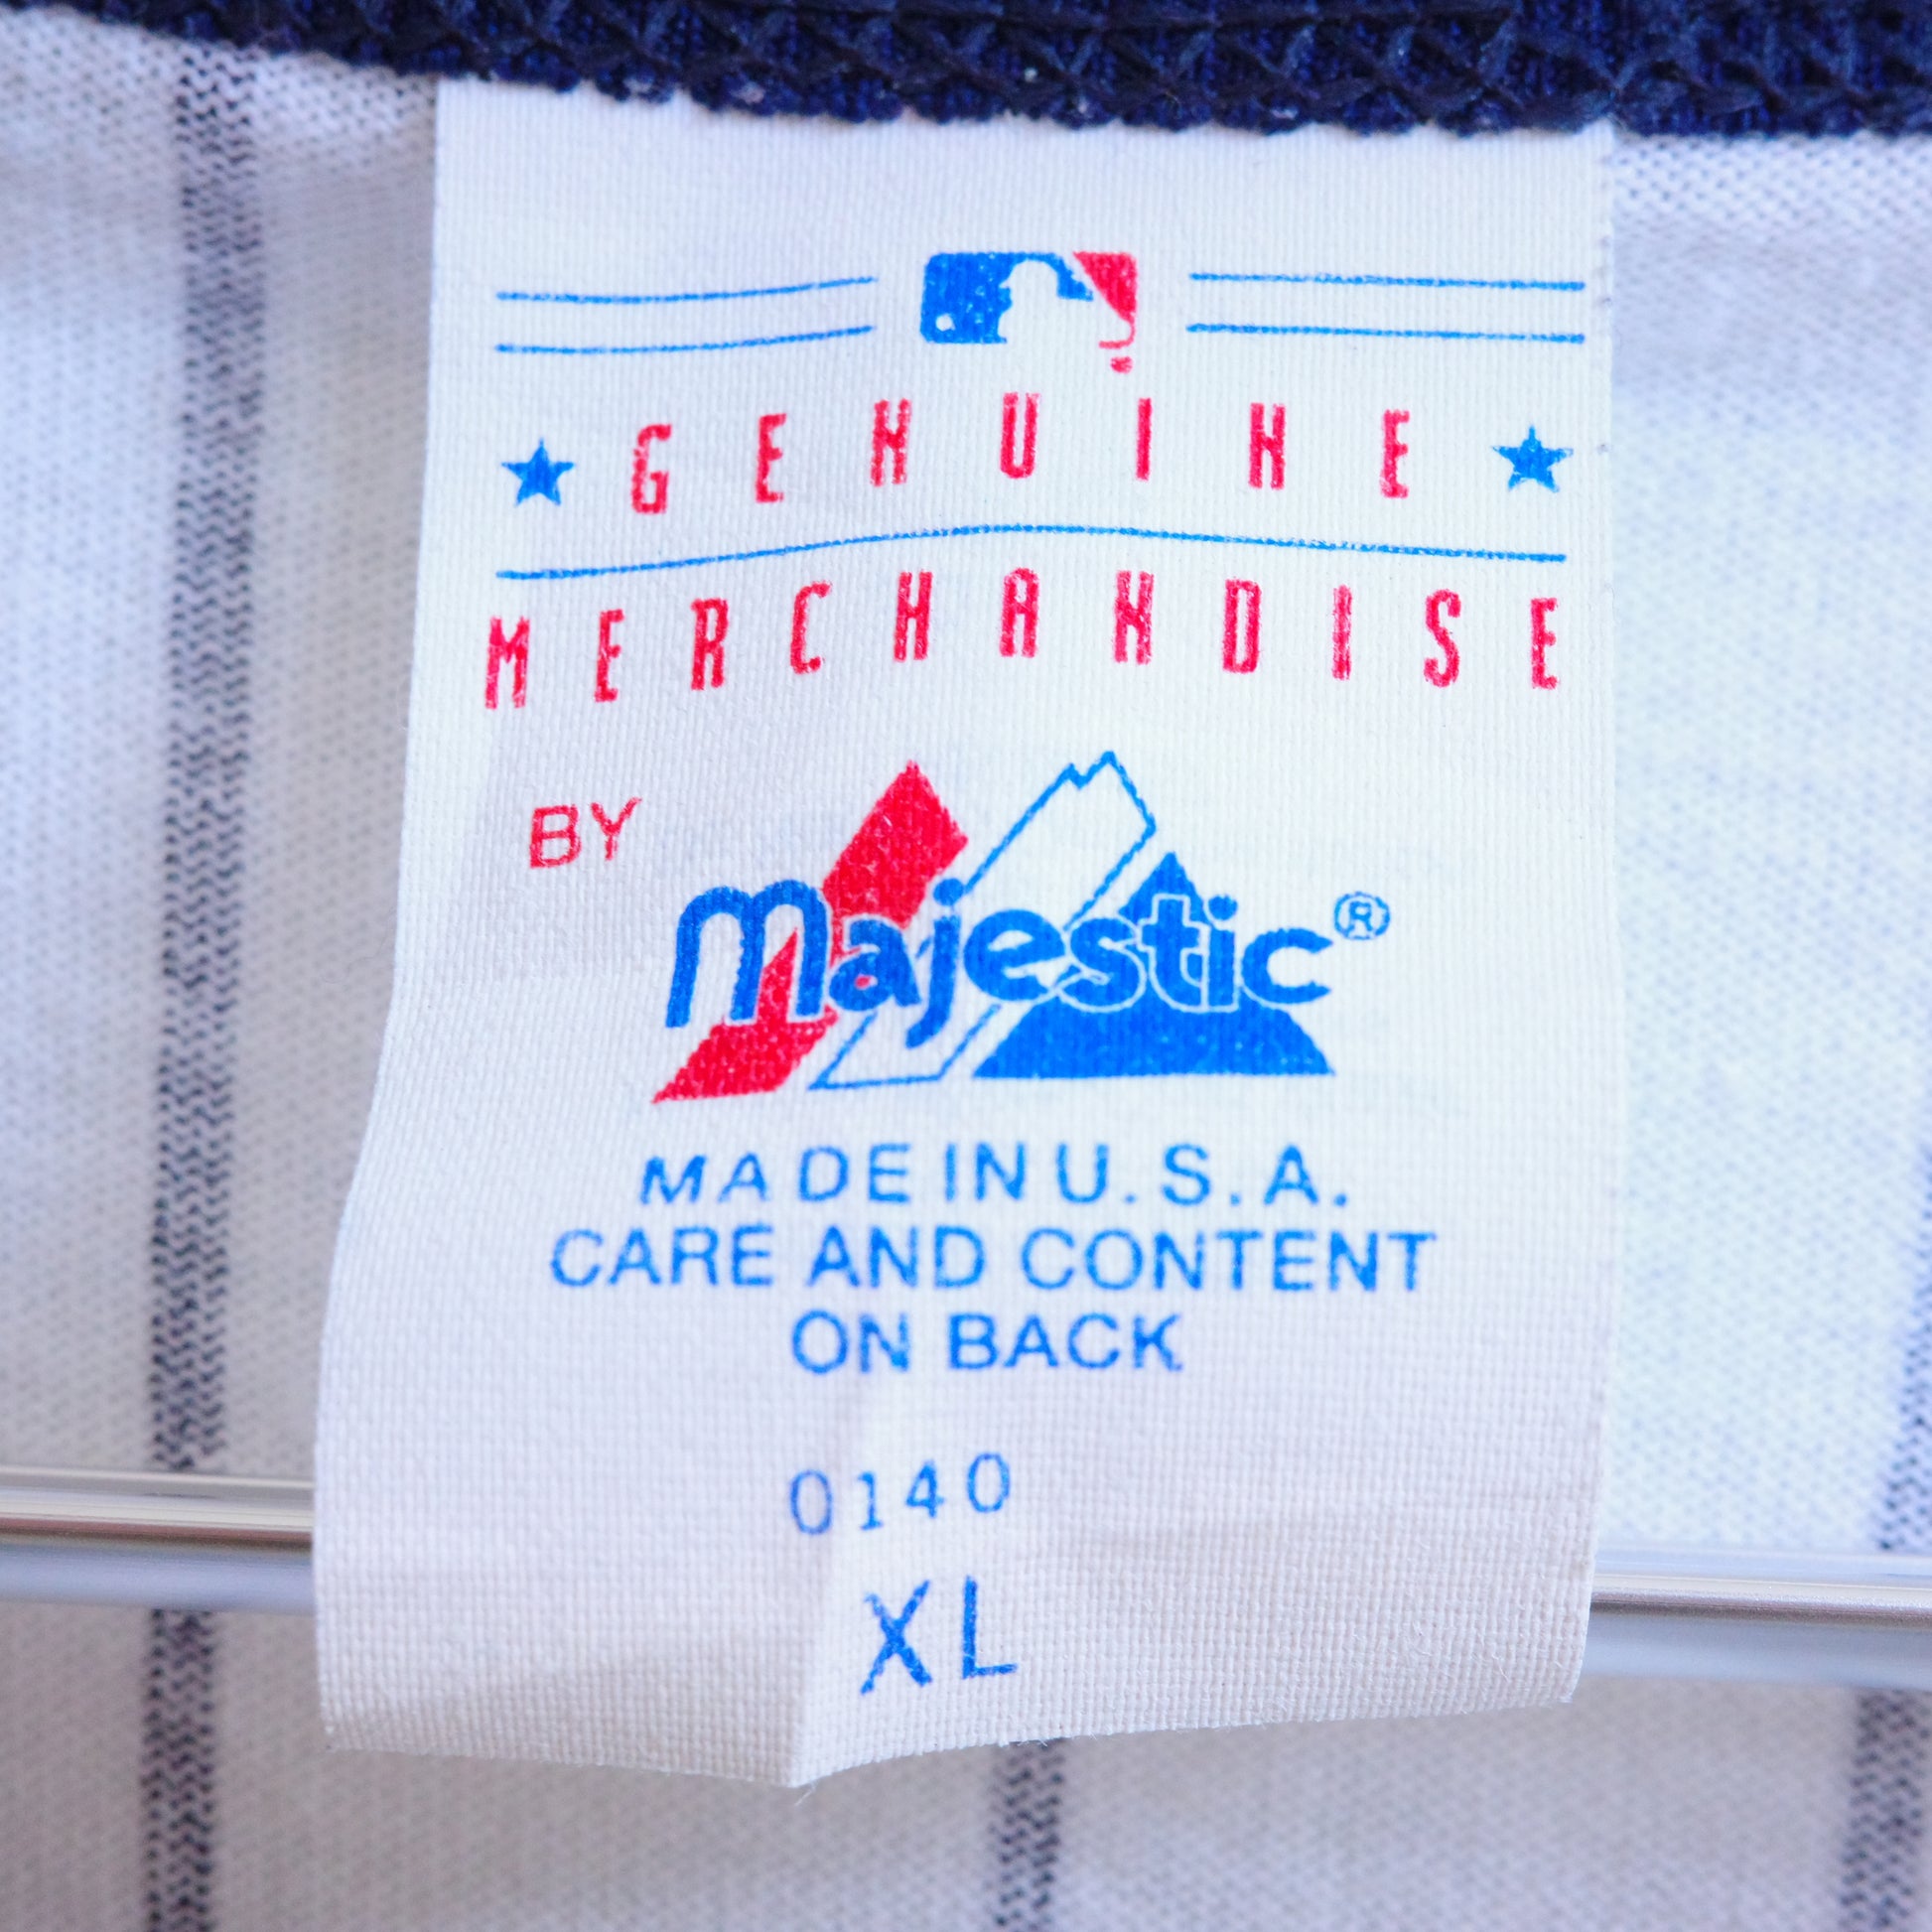 GENUINE
MERCHANDISE
BY
Majestic®
MADE IN U.S.A.
CARE AND CONTENT
ON BACK
0140
XL